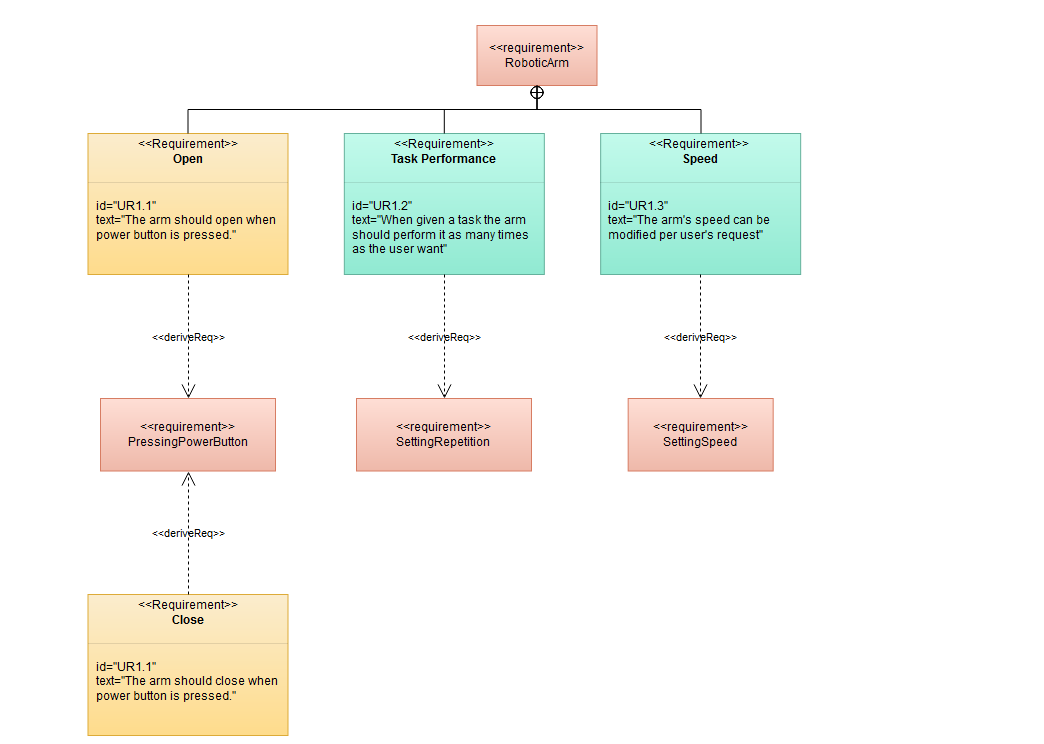 <<requirement>>
RoboticArm
<<Requirement>>
Open
id="UR1.1"
text="The arm should open when
power button is pressed."
<<Requirement>>
Task Performance
id="UR1.2"
text="When given a task the arm
should perform it as many times
as the user want"
<<Requirement>>
Speed
id="UR1.3"
text="The arm's speed can be
modified per user's request"
<<deriveReq>>
<<deriveReq>>
<<deriveReq>>
<<requirement>>
PressingPowerButton
<<requirement>>
SettingRepetition
<<requirement>>
SettingSpeed
<<deriveReq>>
<<Requirement>>
Close
id="UR1.1"
text="The arm should close when
power button is pressed."